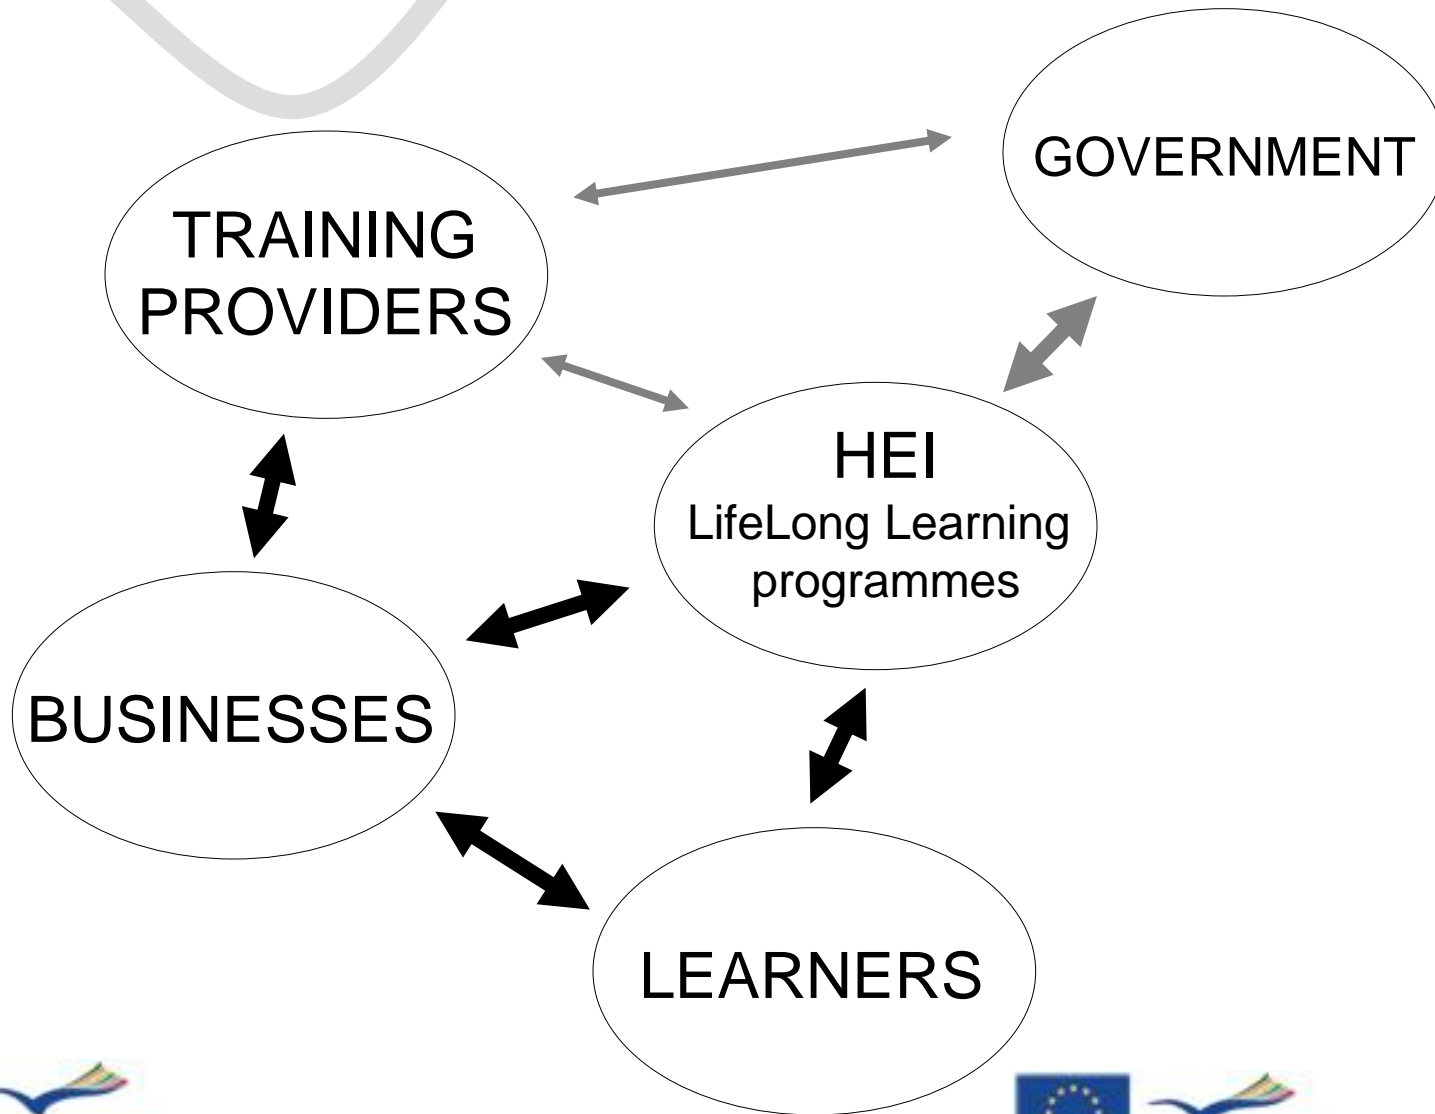 GOVERNMENT
TRAINING
PROVIDERS
HEI
LifeLong Learning
programmes
BUSINESSES
LEARNERS